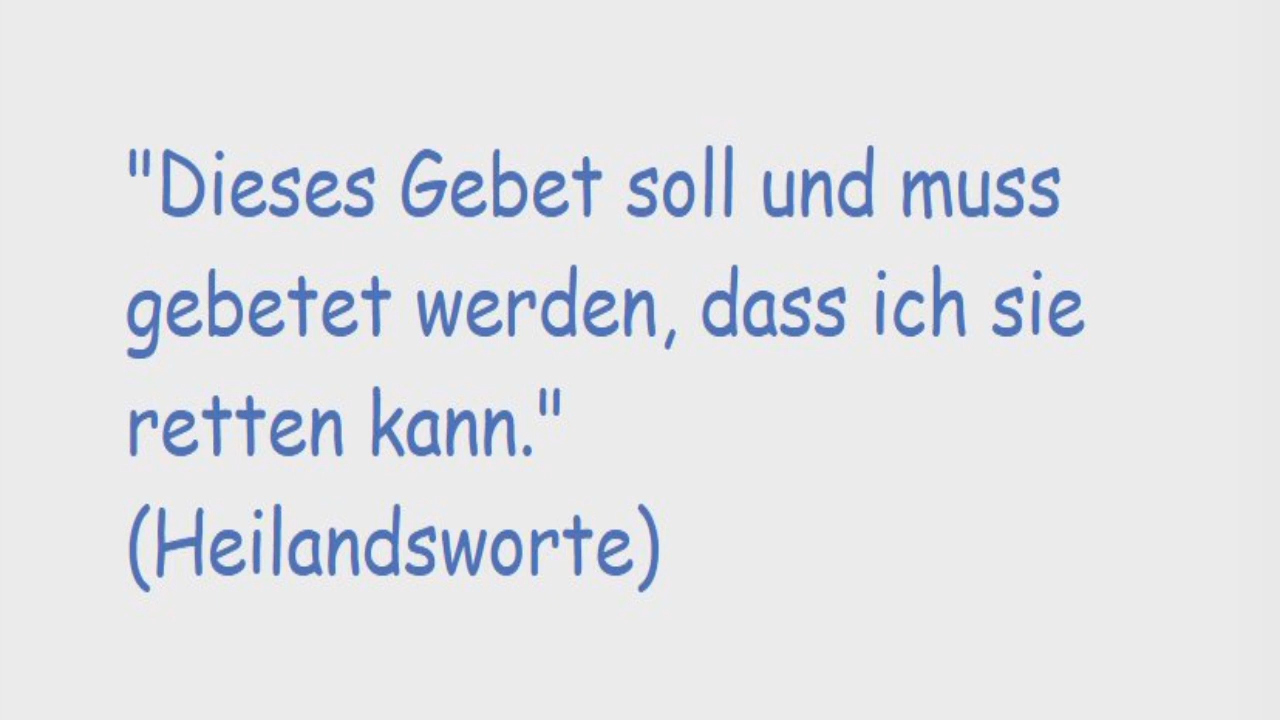 "Dieses Gebet soll und muss
gebetet werden, dass ich sie
retten kann."
(Heilandsworte)